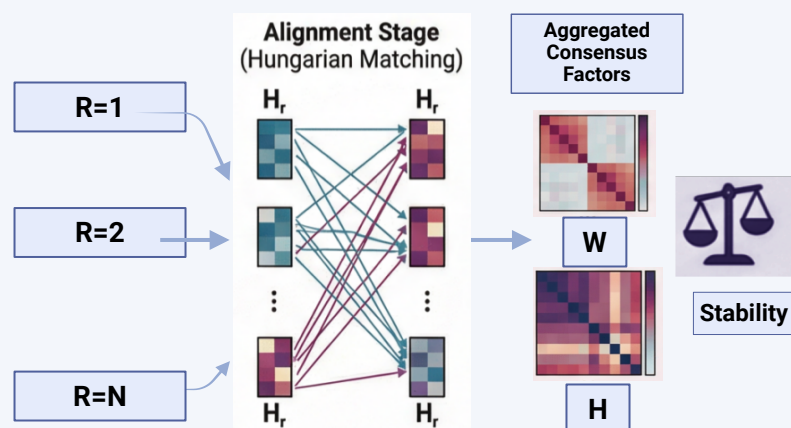 Alignment Stage
(Hungarian Matching)
Aggregated
Consensus
Factors
R=1
R=2
R=N
Hr
Hr
⋮
⋮
Hr
Hr
W
H
Stability